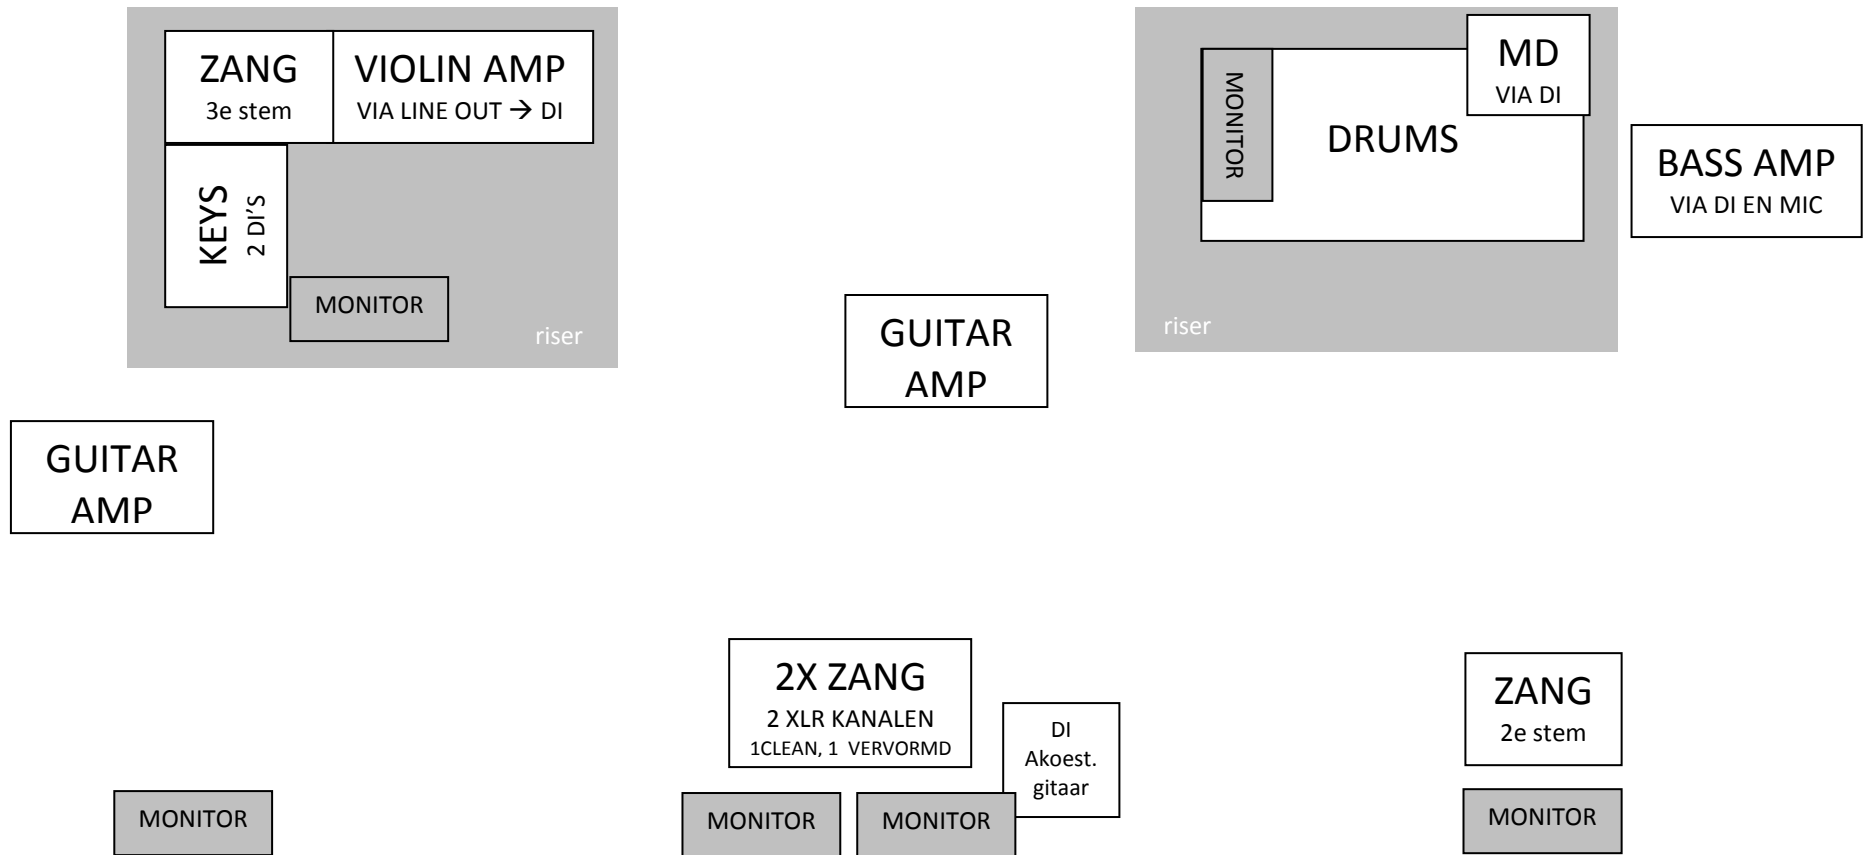 ZANG
3e stem
VIOLIN AMP
VIA LINE OUT → DI
KEYS
2 DI'S
MONITOR
riser
MONITOR
DRUMS
MD
VIA DI
riser
BASS AMP
VIA DI EN MIC
GUITAR
AMP
GUITAR
AMP
2X ZANG
2 XLR KANALEN
1CLEAN, 1 VERVORMD
DI
Akoest.
gitaar
ZANG
2e stem
MONITOR
MONITOR
MONITOR
MONITOR